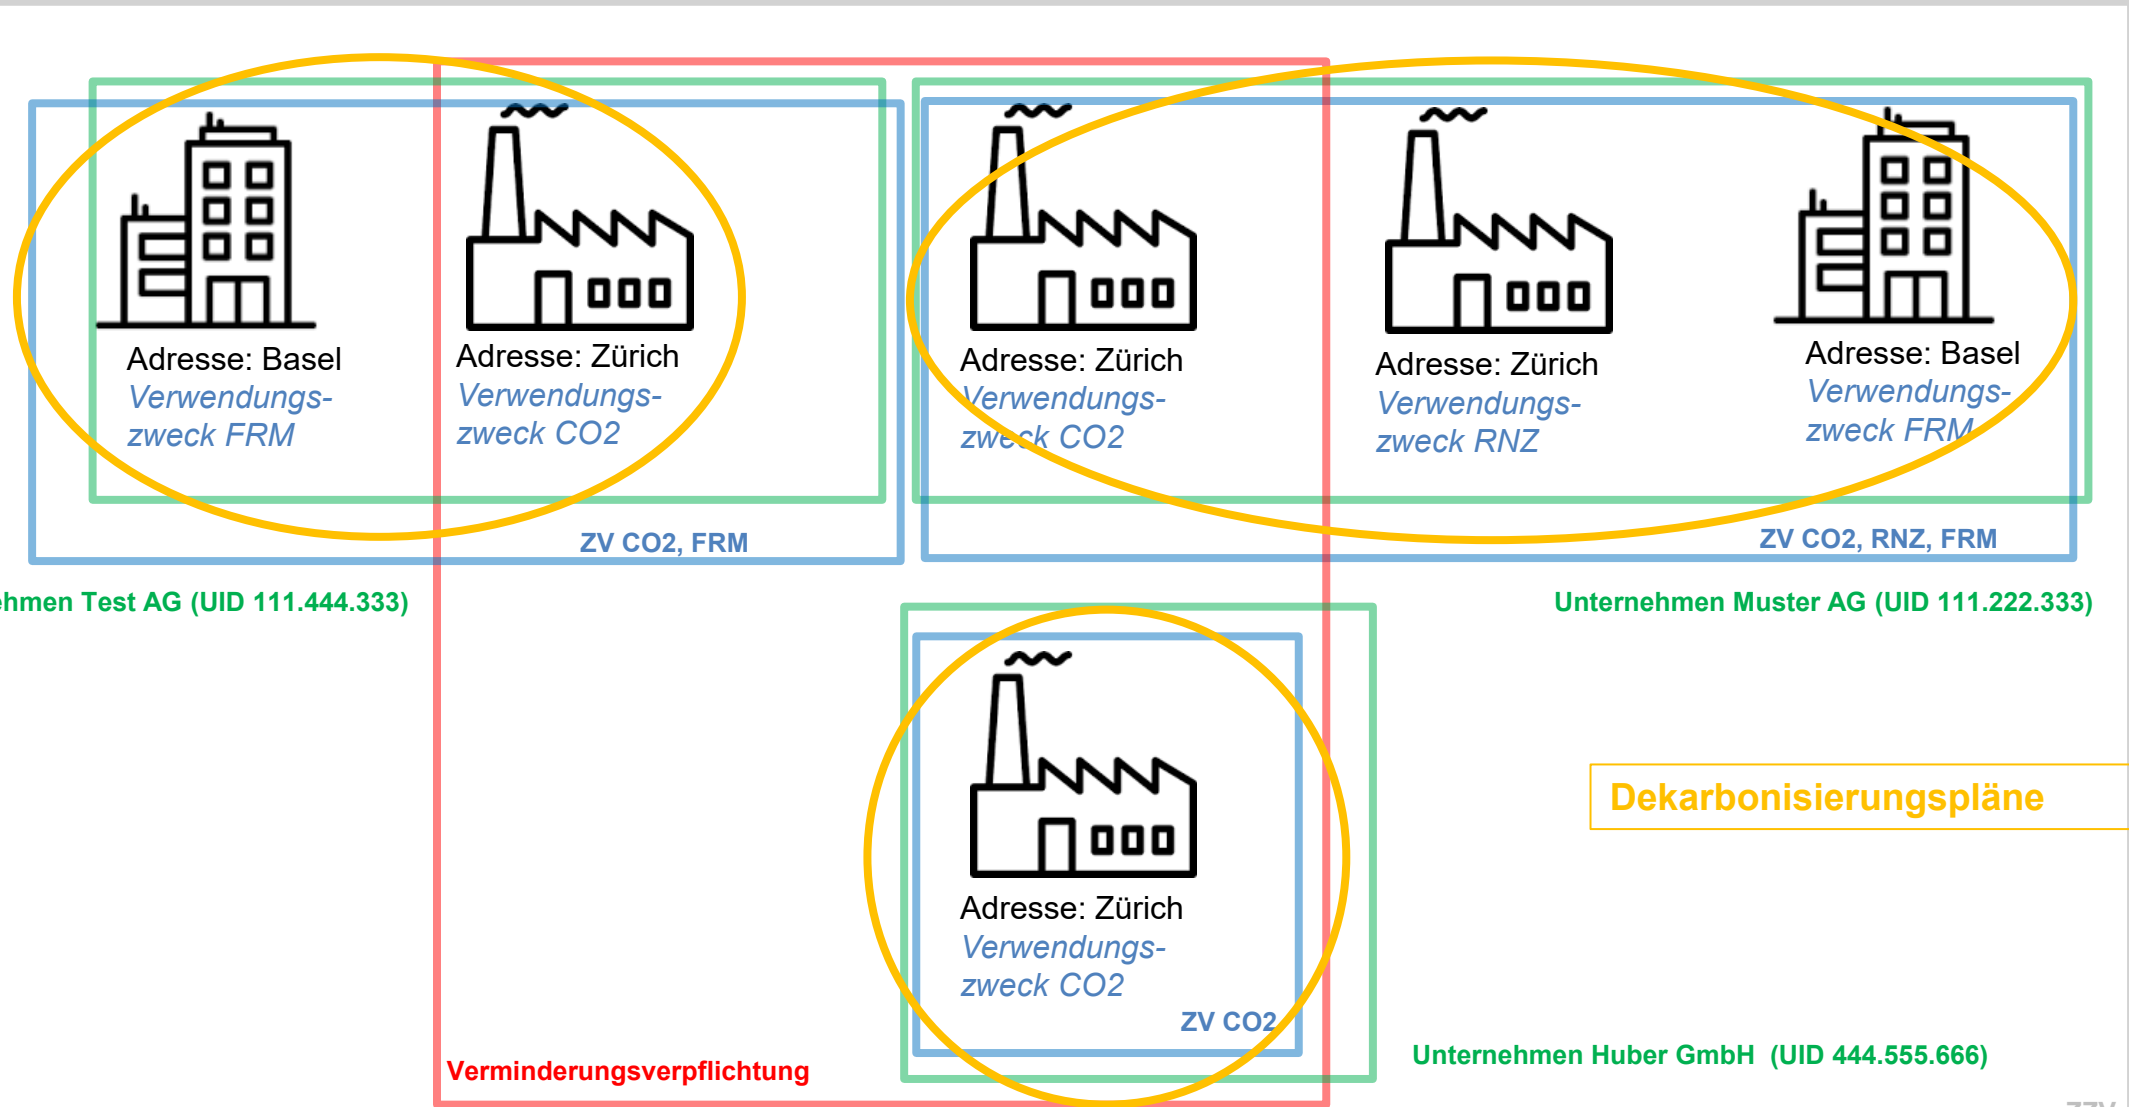 Adresse: Basel
Verwendungs-
zweck FRM
Adresse: Zürich
Verwendungs-
zweck CO2
Adresse: Zürich
Verwendungs-
zweck CO2
Adresse: Zürich
Verwendungs-
zweck RNZ
Adresse: Basel
Verwendungs-
zweck FRM
ZV CO2, FRM
ZV CO2, RNZ, FRM
ehmen Test AG (UID 111.444.333)
Unternehmen Muster AG (UID 111.222.333)
Dekarbonisierungspläne
Adresse: Zürich
Verwendungs-
zweck CO2
ZV CO2
Verminderungsverpflichtung
Unternehmen Huber GmbH (UID 444.555.666)